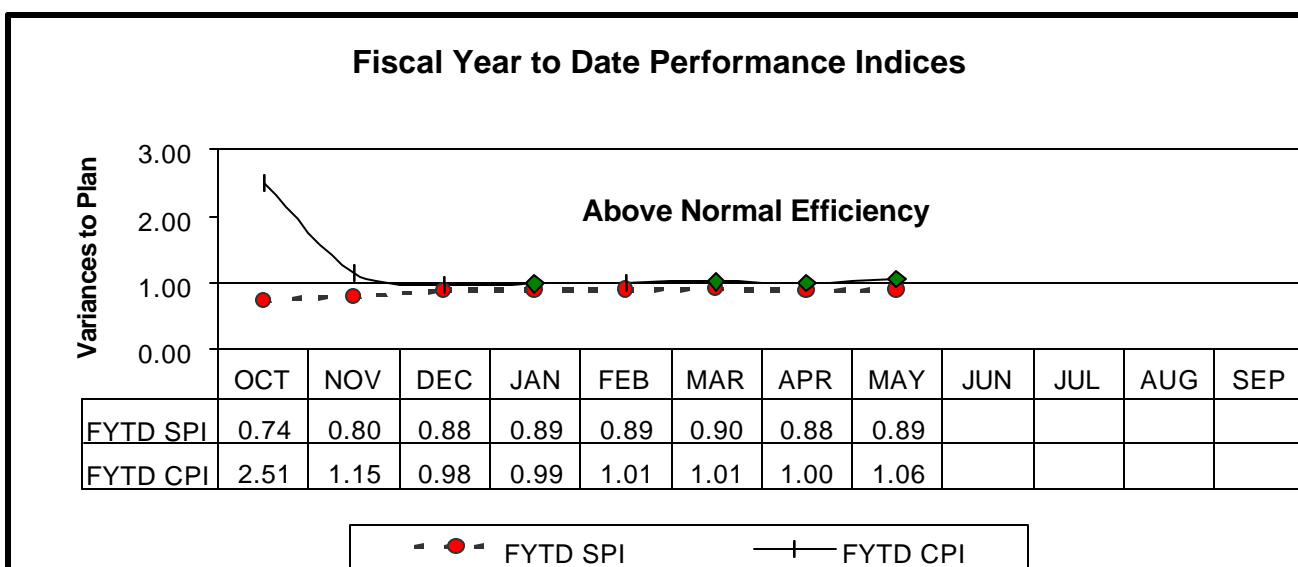 Fiscal Year to Date Performance Indices
Variances to Plan
3.00
2.00
1.00
0.00
Above Normal Efficiency
OCT NOV DEC JAN FEB MAR APR MAY JUN JUL AUG SEP
FYTD SPI 0.74 0.80 0.88 0.89 0.89 0.90 0.88 0.89
FYTD CPI 2.51 1.15 0.98 0.99 1.01 1.01 1.00 1.06
FYTD SPI FYTD CPI